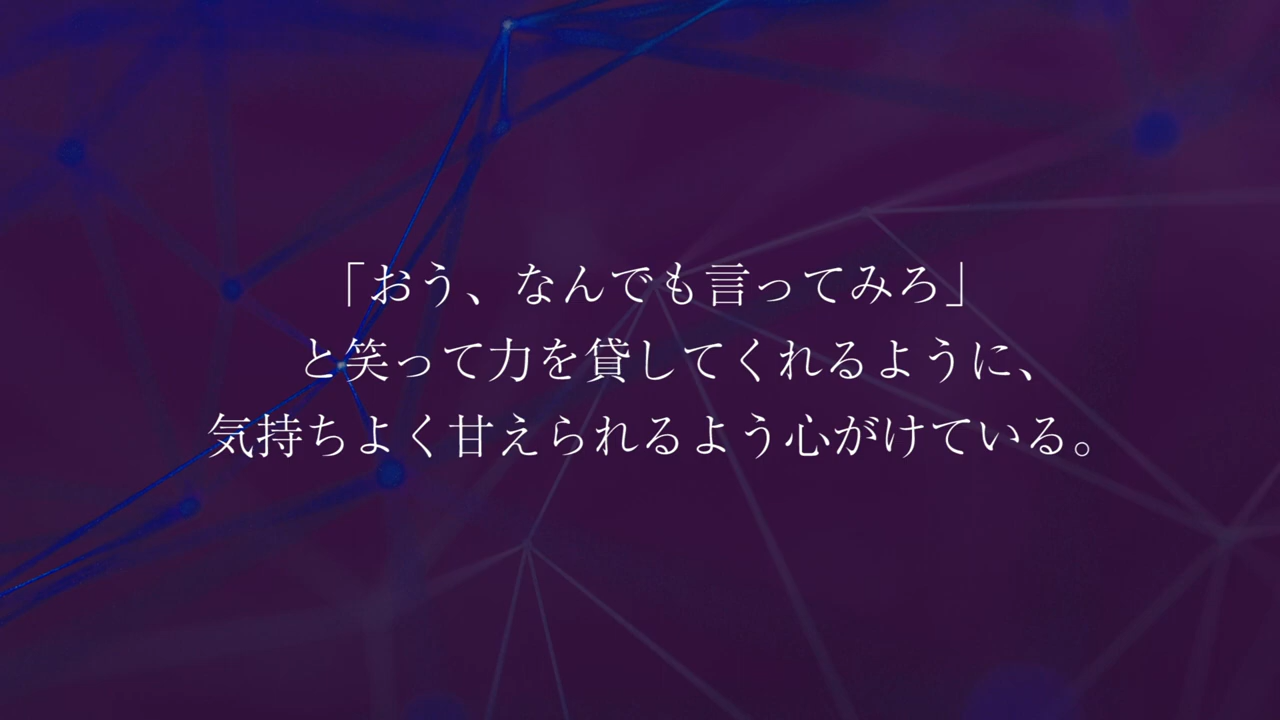 「おう、なんでも言ってみろ」
と笑って力を貸してくれるように、
気持ちよく甘えられるよう心がけている。